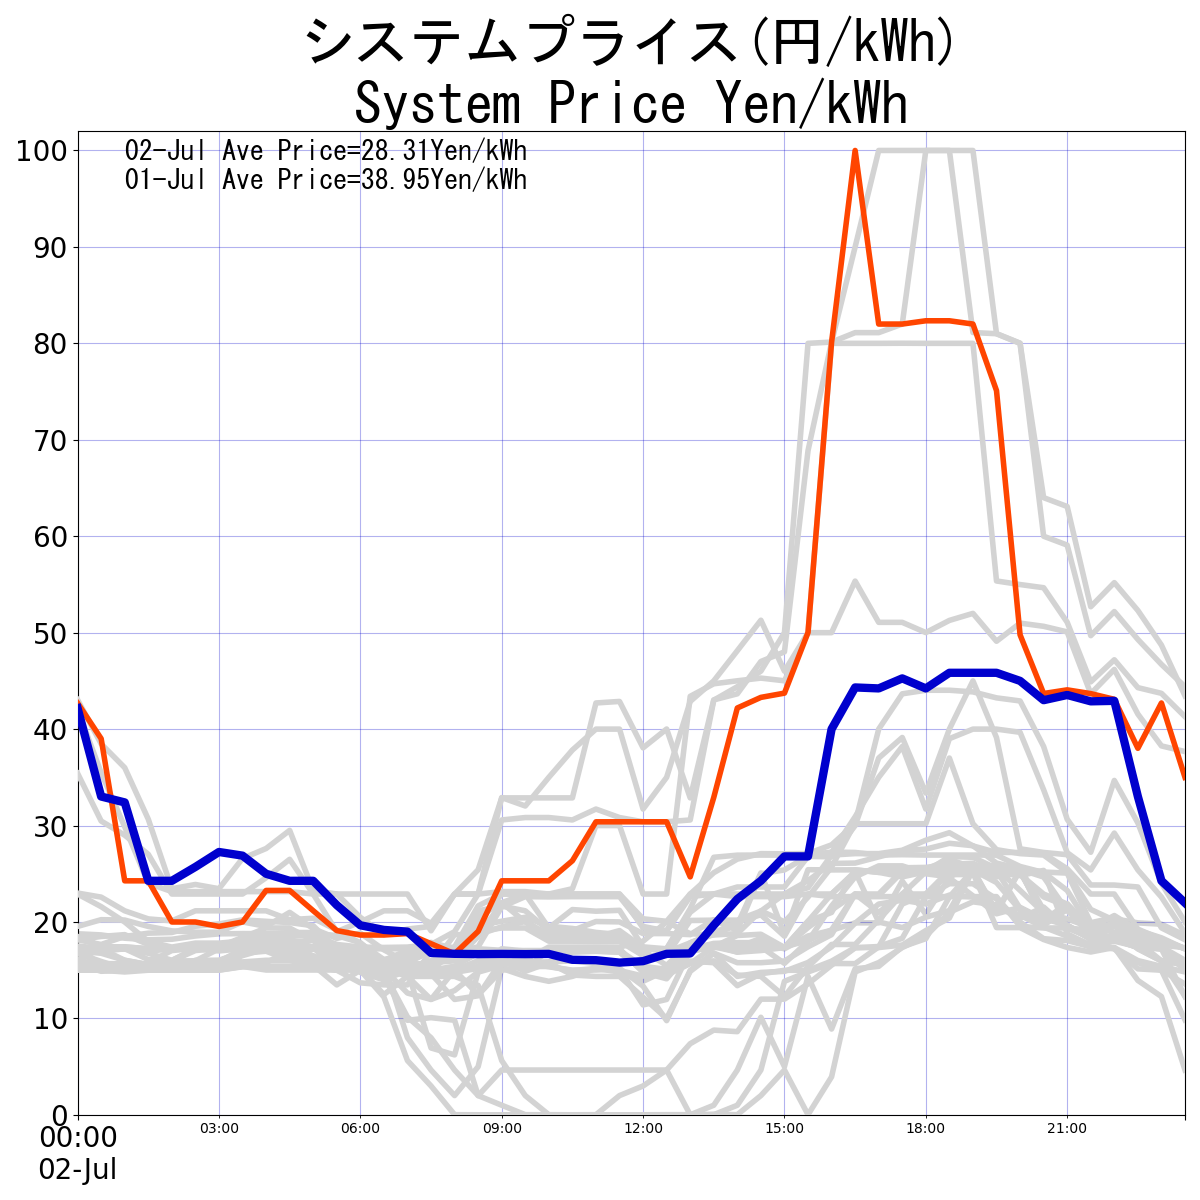 システムプライス(円/kWh)
System Price Yen/kWh
02-Jul Ave Price=28.31Yen/kWh
01-Jul Ave Price=38.95Yen/kWh
100
90
80
70
60
50
40
30
20
10
0
00:00 03:00 06:00 09:00 12:00 15:00 18:00 21:00
02-Jul